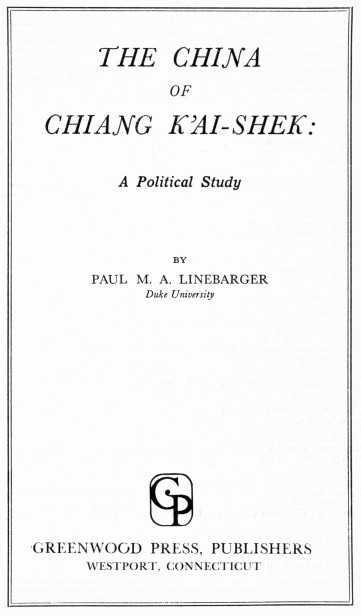 THE CHINA
OF
CHIANG K'AI-SHEK:
A Political Study
BY
PAUL M. A. LINEBARGER
Duke University
GP
GREENWOOD PRESS, PUBLISHERS
WESTPORT, CONNECTICUT